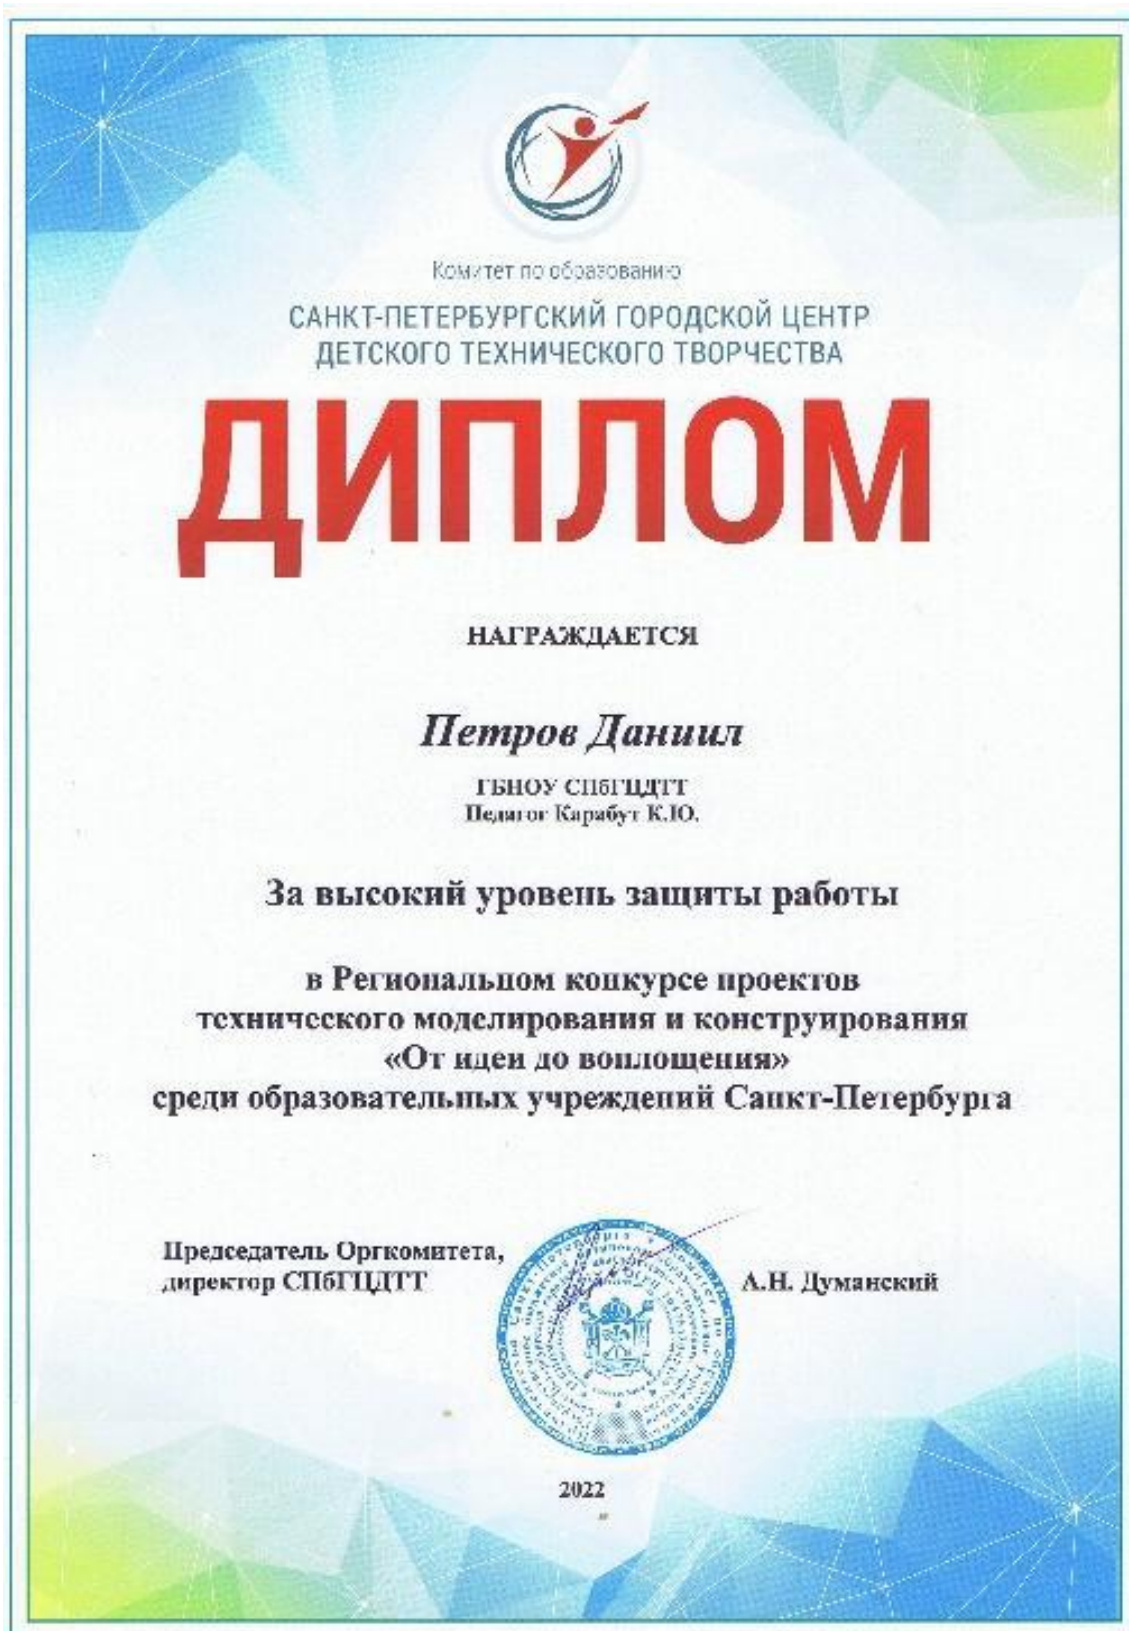 Комитет по образованию
САНКТ-ПЕТЕРБУРГСКИЙ ГОРОДСКОЙ ЦЕНТР
ДЕТСКОГО ТЕХНИЧЕСКОГО ТВОРЧЕСТВА
ДИПЛОМ
НАГРАЖДАЕТСЯ
Петров Даниил
ГБНОУ СПбГЦДТТ
Педагог Карабут К.Ю.
За высокий уровень защиты работы
в Региональном конкурсе проектов
технического моделирования и конструирования
«От идеи до воплощения»
среди образовательных учреждений Санкт-Петербурга
Председатель Оргкомитета,
директор СПбГЦДТТ
А.Н. Думанский
2022